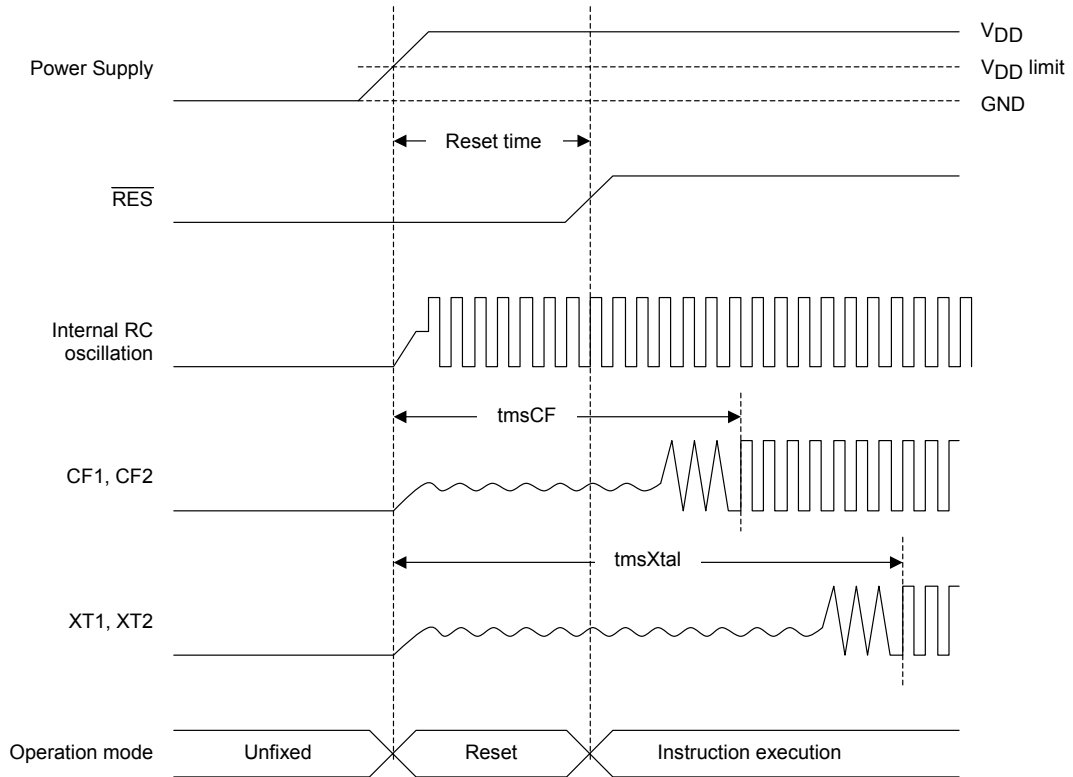 Power Supply
VDD
VDD limit
GND
Reset time
RES
Internal RC
oscillation
tmsCF
CF1, CF2
tmsXtal
XT1, XT2
Operation mode
Unfixed
Reset
Instruction execution